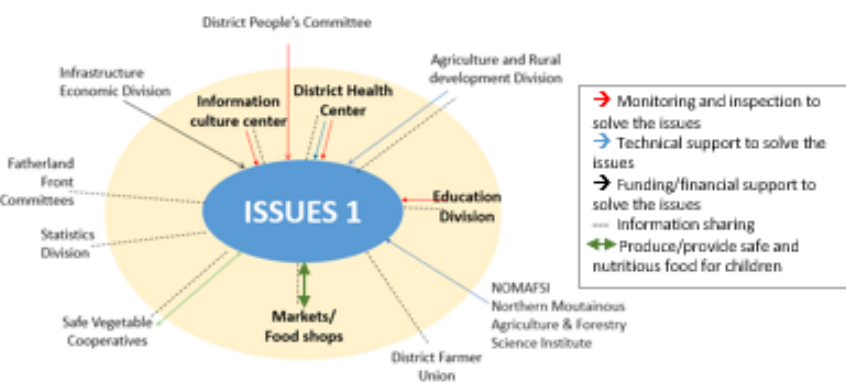 District People's Committee
Infrastructure
Economic Division
Agriculture and Rural
development Division
Information
culture center
District Health
Center
Fatherland
Front
Committees
Statistics
Division
ISSUES 1
Education
Division
Safe Vegetable
Cooperatives
Markets/
Food shops
District Farmer
Union
NOMAFSI
Northern Moutainous
Agriculture & Forestry
Science Institute
Monitoring and inspection to
solve the issues
Technical support to solve the
issues
Funding/financial support to
solve the issues
Information sharing
Produce/provide safe and
nutritious food for children